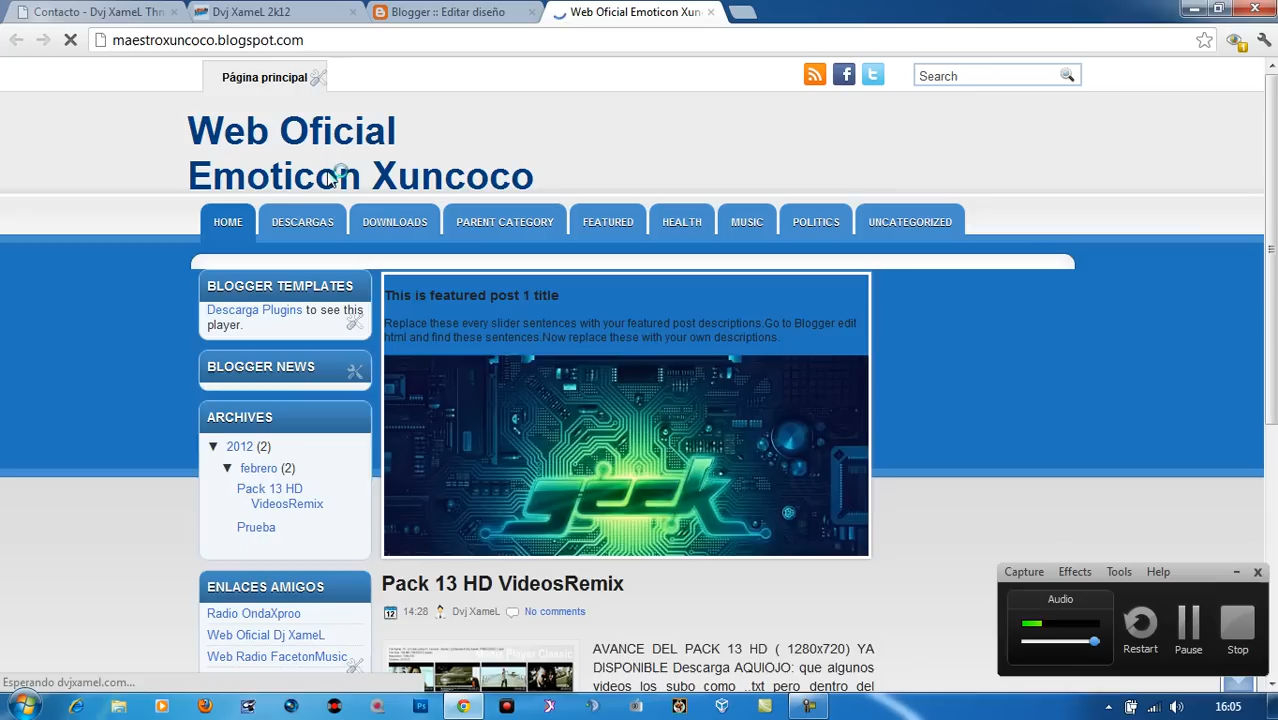 Contacto - Dvj XameL Thn
Dvj XameL 2k12
Blogger :: Editar diseño
Web Oficial Emoticon Xun
maestroxuncoco.blogspot.com
Página principal
Search
Web Oficial
Emoticon Xuncoco
HOME
DESCARGAS
DOWNLOADS
PARENT CATEGORY
FEATURED
HEALTH
MUSIC
POLITICS
UNCATEGORIZED
BLOGGER TEMPLATES
Descarga Plugins to see this
player.
BLOGGER NEWS
ARCHIVES
▼ 2012 (2)
▼ febrero (2)
Pack 13 HD
VideosRemix
Prueba
ENLACES AMIGOS
Radio OndaXproo
Web Oficial Dj XameL
Web Radio FacetonMusic
This is featured post 1 title
Replace these every slider sentences with your featured post descriptions.Go to Blogger edit
html and find these sentences.Now replace these with your own descriptions.
geek
Pack 13 HD VideosRemix
12 14:28 Dvj XameL No comments
Player Classic
AVANCE DEL PACK 13 HD ( 1280x720) YA
DISPONIBLE Descarga AQUIOJO: que algunos
videos los subo como .txt pero dentro del
Capture Effects Tools Help
Audio
Restart
Pause
Stop
Esperando dvjxamel.com...
16:05